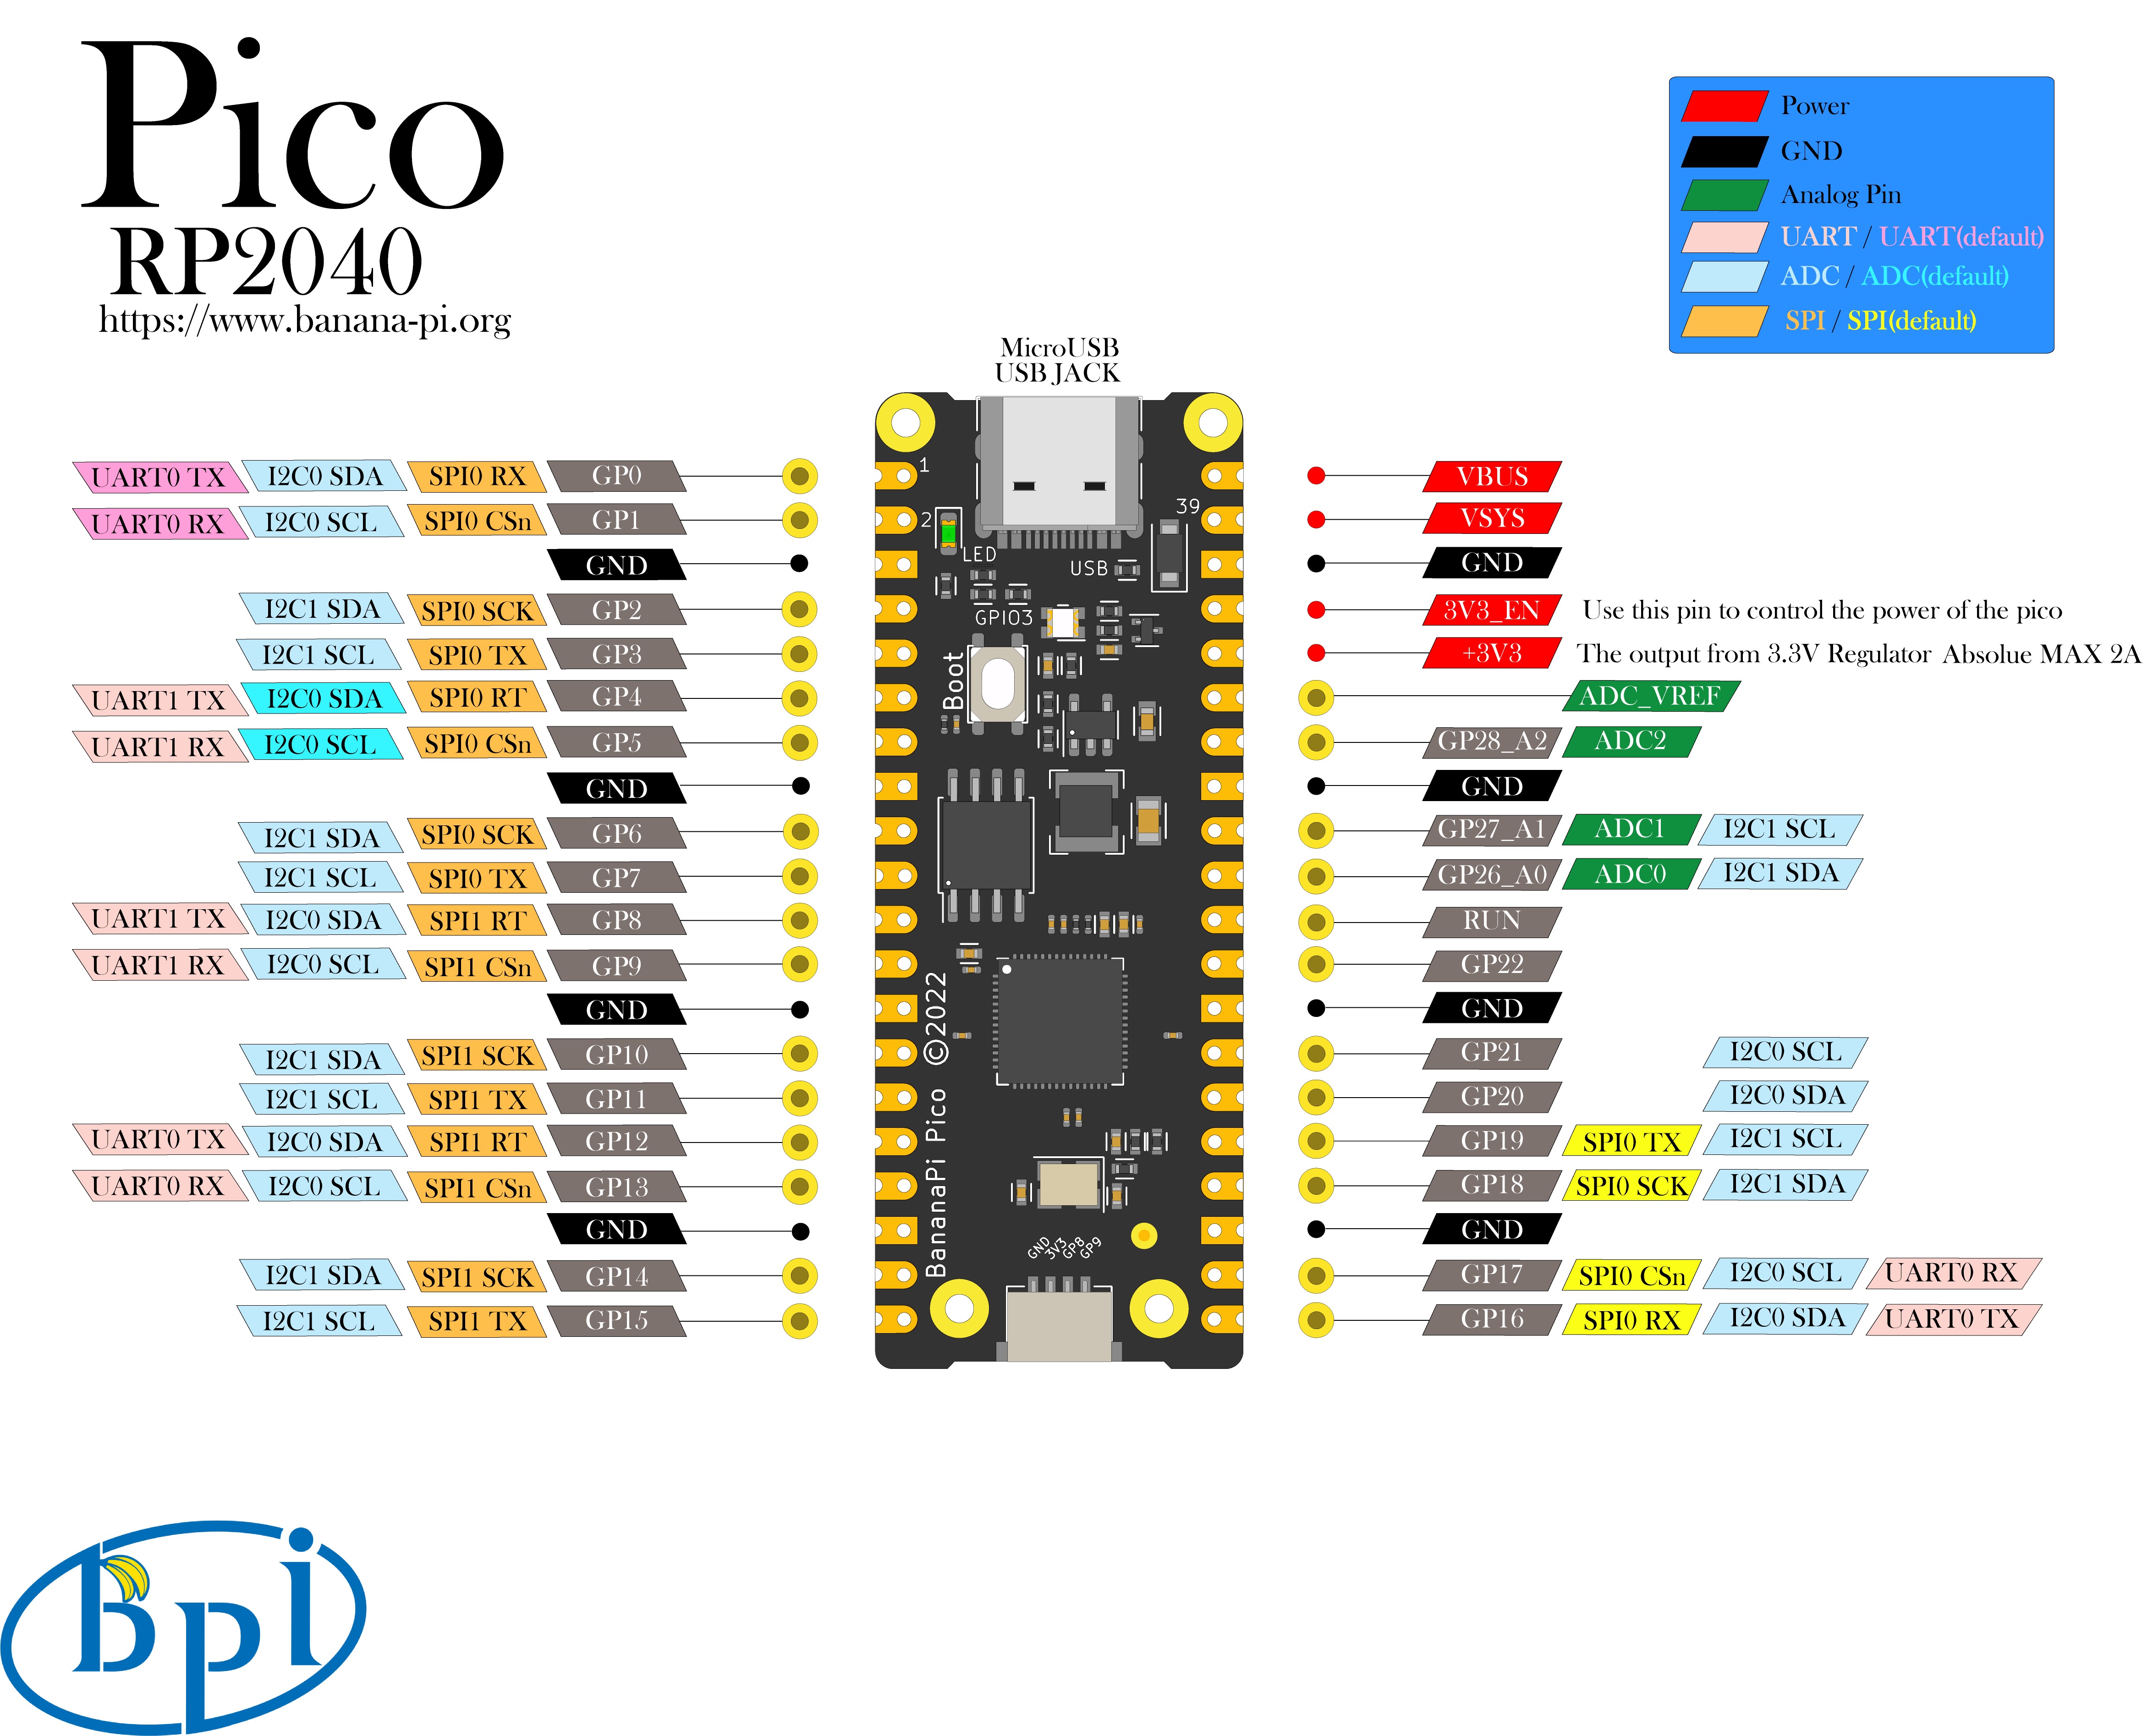 Pico
RP2040
https://www.banana-pi.org
Power
GND
Analog Pin
UART / UART(default)
ADC / ADC(default)
SPI / SPI(default)
MicroUSB
USB JACK
UART0 TX I2C0 SDA SPI0 RX GP0
UART0 RX I2C0 SCL SPI0 CSn GP1
GND
I2C1 SDA SPI0 SCK GP2
I2C1 SCL SPI0 TX GP3
UART1 TX I2C0 SDA SPI0 RT GP4
UART1 RX I2C0 SCL SPI0 CSn GP5
GND
I2C1 SDA SPI0 SCK GP6
I2C1 SCL SPI0 TX GP7
UART1 TX I2C0 SDA SPI1 RT GP8
UART1 RX I2C0 SCL SPI1 CSn GP9
GND
I2C1 SDA SPI1 SCK GP10
I2C1 SCL SPI1 TX GP11
UART0 TX I2C0 SDA SPI1 RT GP12
UART0 RX I2C0 SCL SPI1 CSn GP13
GND
I2C1 SDA SPI1 SCK GP14
I2C1 SCL SPI1 TX GP15
1
2
39
LED
USB
GPIO3
Boot
BananaPi Pico ©2022
GND
3V3
GP8
GP9
VBUS
VSYS
GND
3V3_EN Use this pin to control the power of the pico
+3V3 The output from 3.3V Regulator Absolue MAX 2A
ADC_VREF
GP28_A2 ADC2
GND
GP27_A1 ADC1 I2C1 SCL
GP26_A0 ADC0 I2C1 SDA
RUN
GP22
GND
GP21 I2C0 SCL
GP20 I2C0 SDA
GP19 SPI0 TX I2C1 SCL
GP18 SPI0 SCK I2C1 SDA
GND
GP17 SPI0 CSn I2C0 SCL UART0 RX
GP16 SPI0 RX I2C0 SDA UART0 TX
bpi